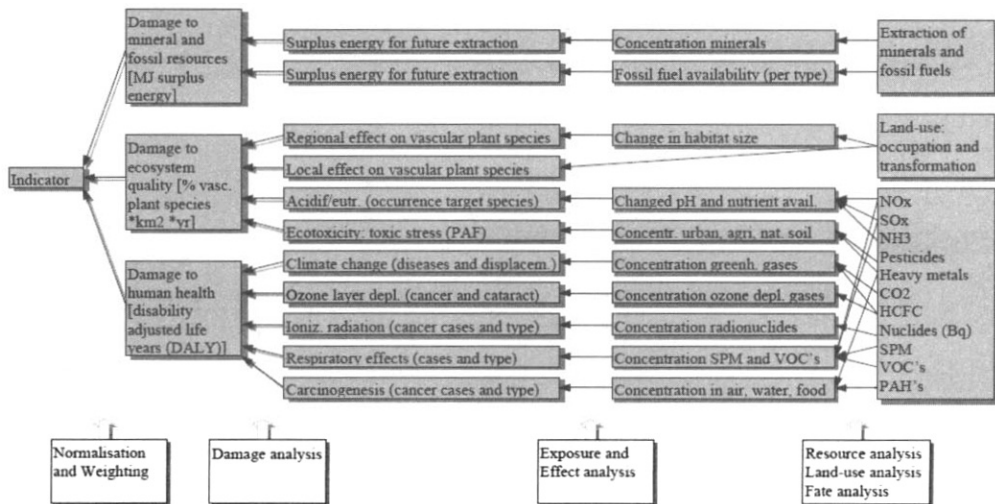 Indicator
Damage to
mineral and
fossil resources
[MJ surplus
energy]
Damage to
ecosystem
quality [% vasc.
plant species
*km2 *yr]
Damage to
human health
[disability
adjusted life
years (DALY)]
Surplus energy for future extraction
Surplus energy for future extraction
Regional effect on vascular plant species
Local effect on vascular plant species
Acidif/eutr. (occurrence target species)
Ecotoxicity: toxic stress (PAF)
Climate change (diseases and displacem.)
Ozone layer depl. (cancer and cataract)
Ioniz. radiation (cancer cases and type)
Respiratory effects (cases and type)
Carcinogenesis (cancer cases and type)
Concentration minerals
Fossil fuel availability (per type)
Change in habitat size
Changed pH and nutrient avail.
Concentr. urban, agri, nat. soil
Concentration greenh. gases
Concentration ozone depl. gases
Concentration radionuclides
Concentration SPM and VOC's
Concentration in air, water, food
Extraction of
minerals and
fossil fuels
Land-use:
occupation and
transformation
NOx
SOx
NH3
Pesticides
Heavy metals
CO2
HCFC
Nuclides (Bq)
SPM
VOC's
PAH's
Normalisation
and Weighting
Damage analysis
Exposure and
Effect analysis
Resource analysis
Land-use analysis
Fate analysis